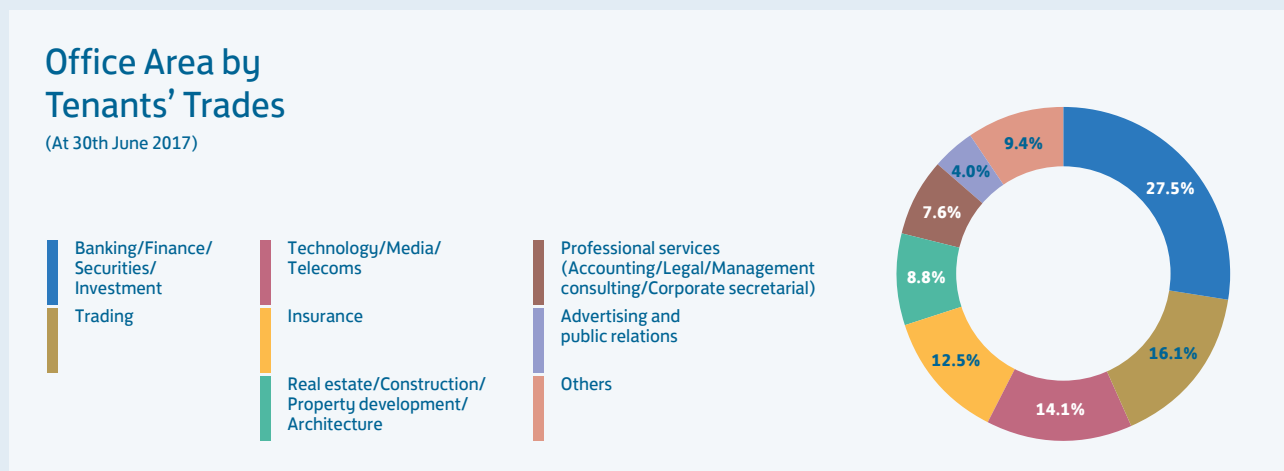 Office Area by
Tenants’ Trades
(At 30th June 2017)
Banking/Finance/
Securities/
Investment
Trading
Technology/Media/
Telecoms
Insurance
Real estate/Construction/
Property development/
Architecture
Professional services
(Accounting/Legal/Management
consulting/Corporate secretarial)
Advertising and
public relations
Others
27.5%
16.1%
14.1%
12.5%
8.8%
7.6%
4.0%
9.4%